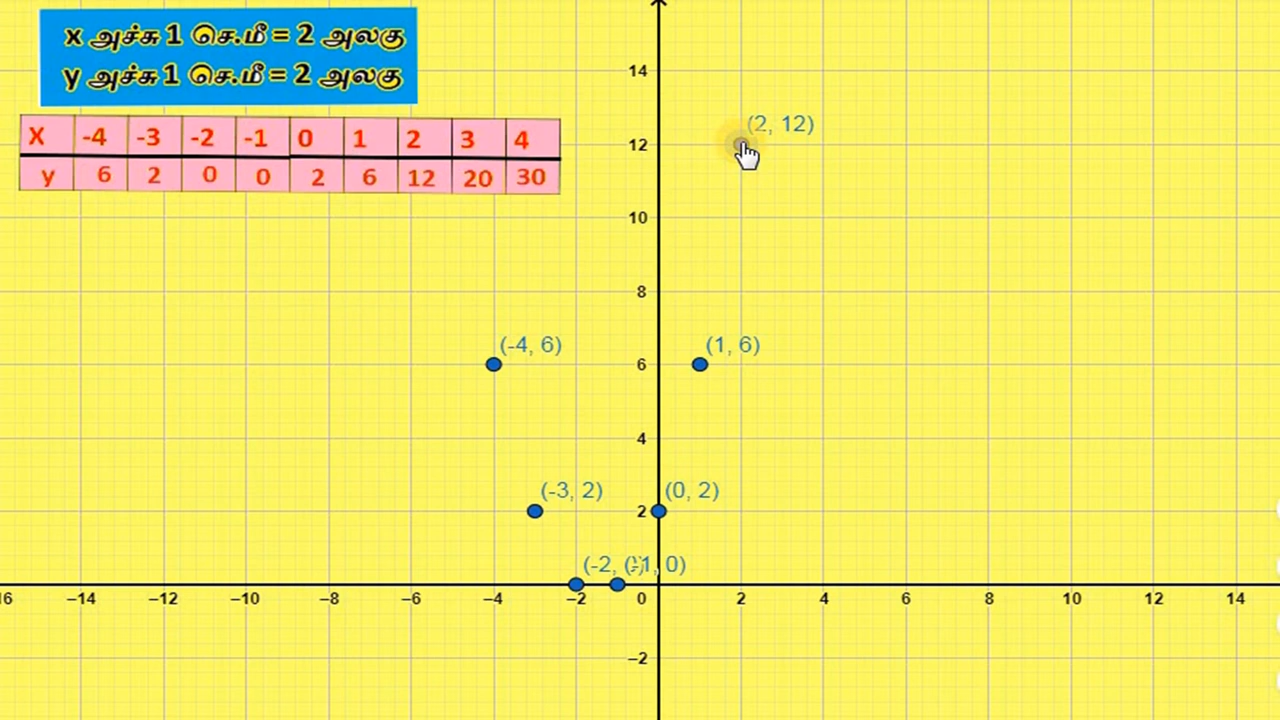 x அச்சு 1 செ.மீ = 2 அலகு
y அச்சு 1 செ.மீ = 2 அலகு
X -4 -3 -2 -1 0 1 2 3 4
y 6 2 0 0 2 6 12 20 30
14
(2, 12)
12
10
8
(-4, 6) (1, 6)
6
4
(-3, 2) (0, 2)
2
(-2, (-1, 0)
–14 –12 –10 –8 –6 –4 –2 0 2 4 6 8 10 12 14
–2